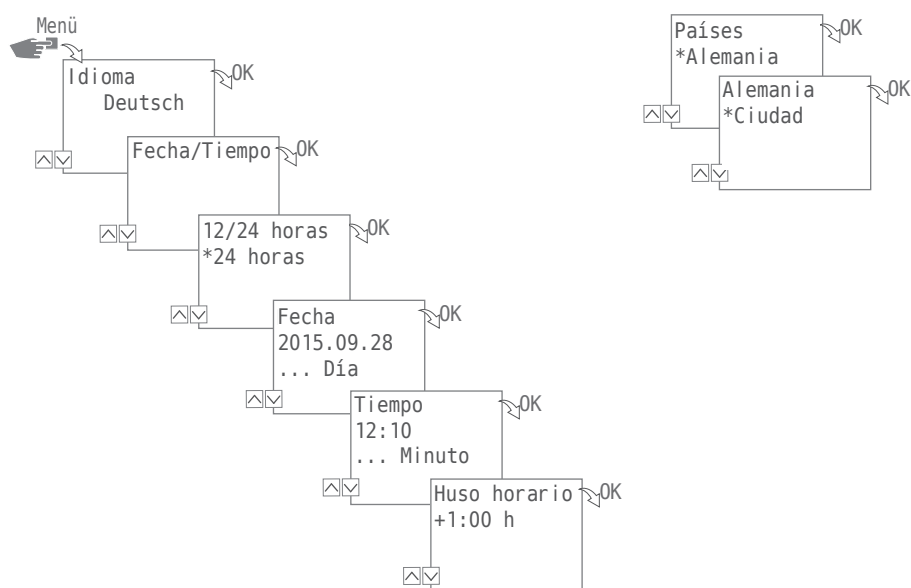 Menü
Idioma
Deutsch
OK
Fecha/Tiempo
OK
12/24 horas
*24 horas
OK
Fecha
2015.09.28
... Día
OK
Tiempo
12:10
... Minuto
OK
Huso horario
+1:00 h
OK
Países
*Alemania
OK
Alemania
*Ciudad
OK